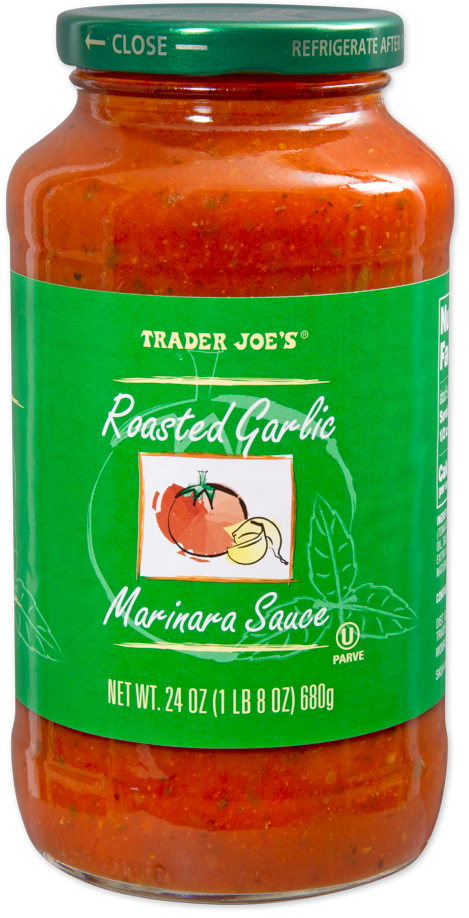 ← CLOSE —
REFRIGERATE AFTER
TRADER JOE'S®
Roasted Garlic
Marinara Sauce
U
PARVE
NET WT. 24 OZ (1 LB 8 OZ) 680g